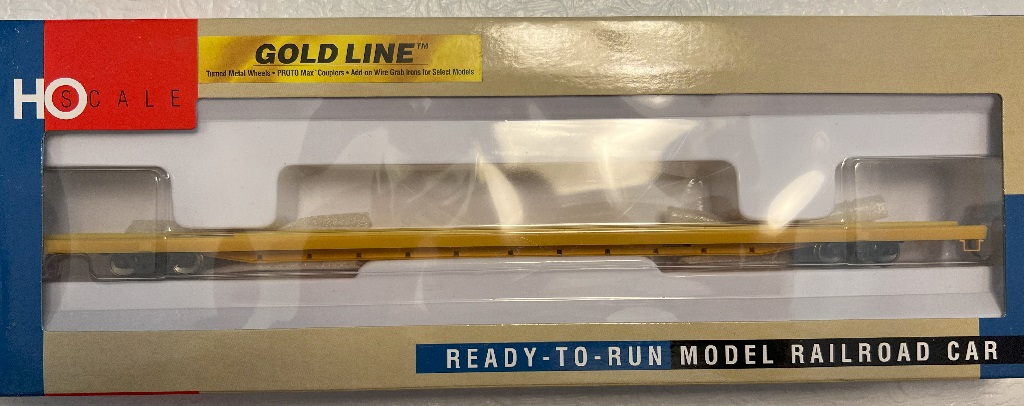 GOLD LINE™
Turned Metal Wheels • PROTO Max™ Couplers • Add-on Wire Grab Irons for Select Models
HO SCALE
READY-TO-RUN MODEL RAILROAD CAR